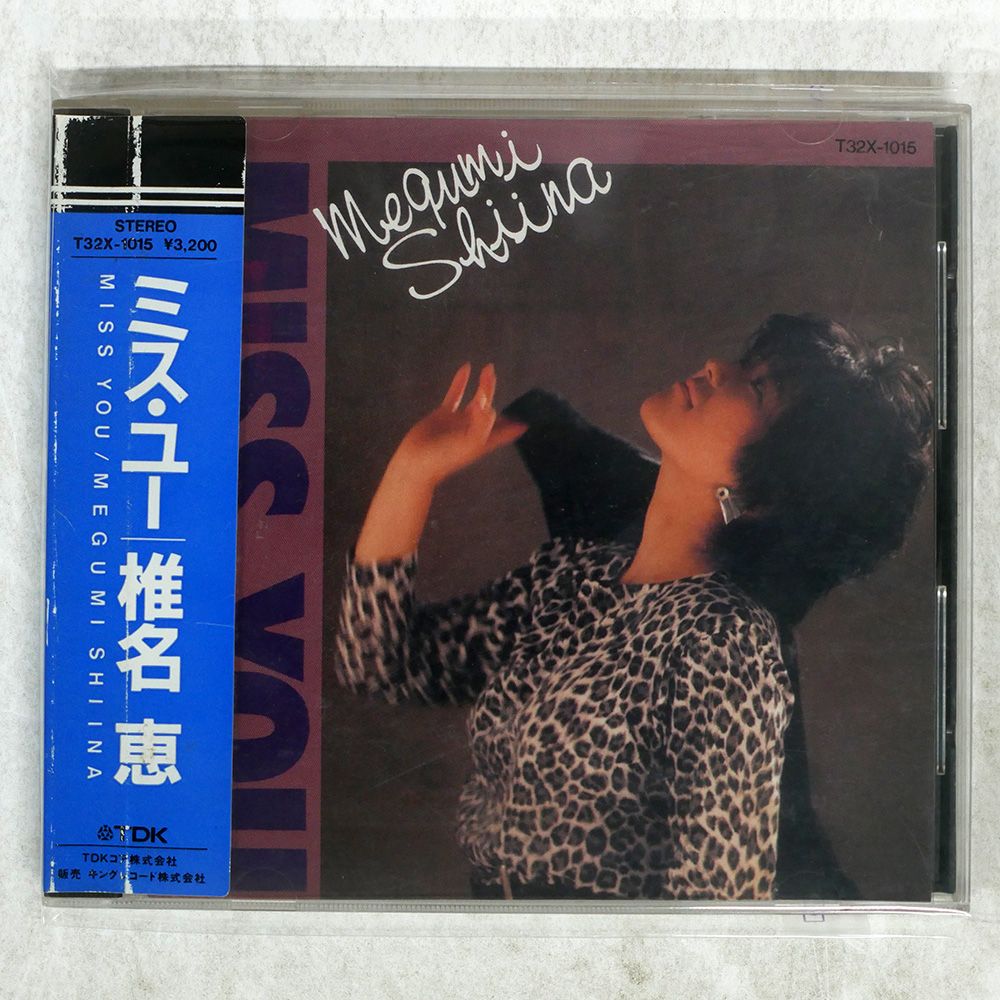 STEREO
T32X-1015 ¥3,200
ミス・ユー｜椎名 恵
MISS YOU/MEGUMI SHIINA
TDK
TDKコア株式会社
販売 キングレコード株式会社
MISS YOU
Megumi
Shiina
T32X-1015